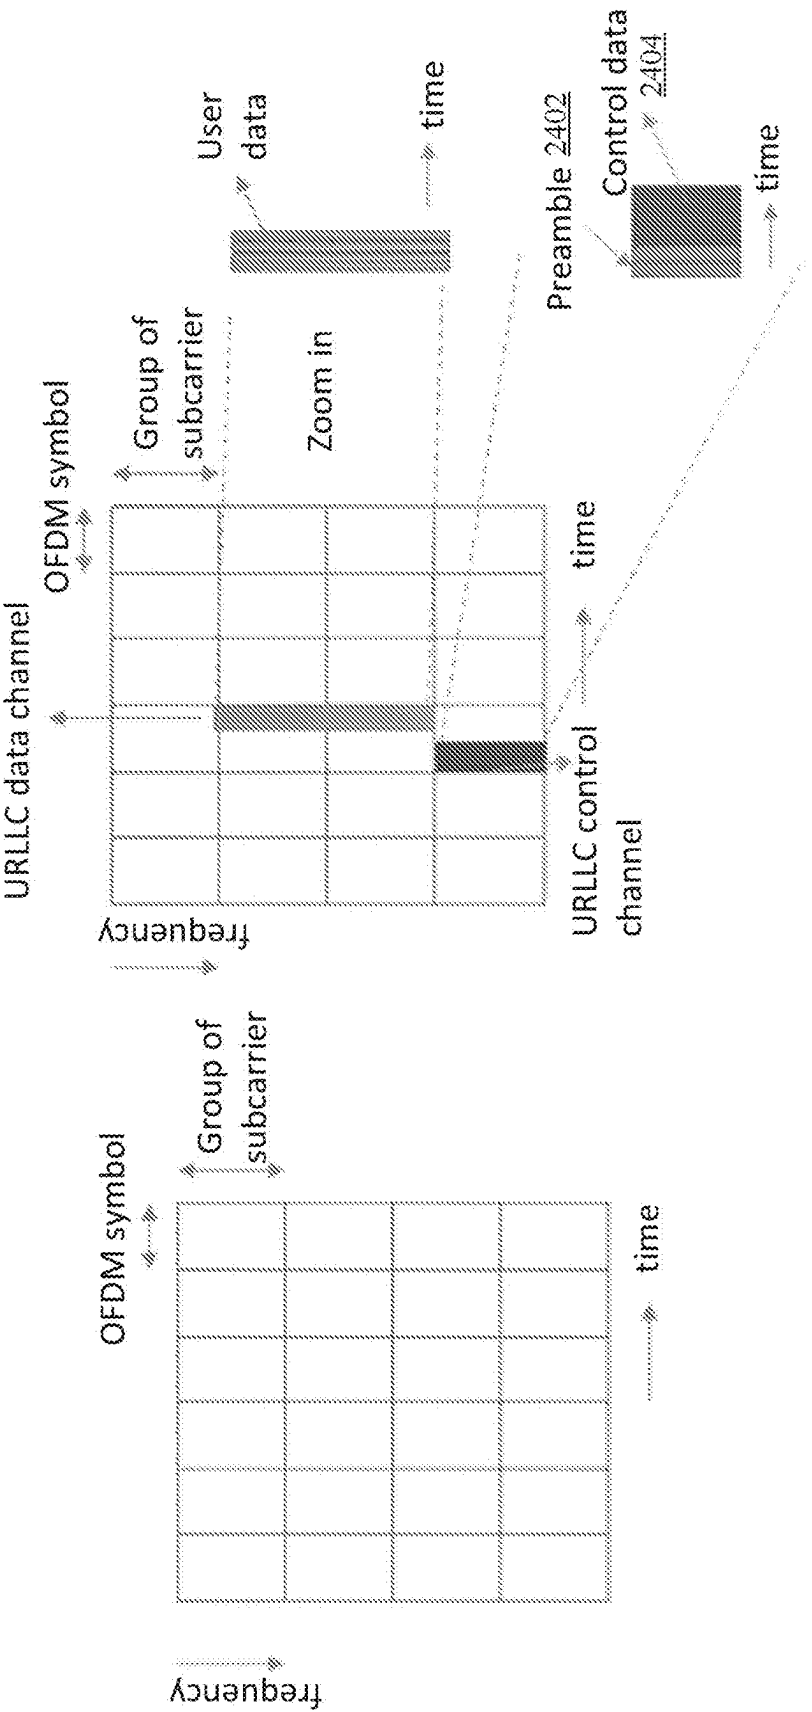 frequency
OFDM symbol
Group of
subcarrier
time
URLLC data channel
frequency
OFDM symbol
Group of
subcarrier
Zoom in
time
URLLC control
channel
User
data
time
Preamble 2402
Control data
2404
time